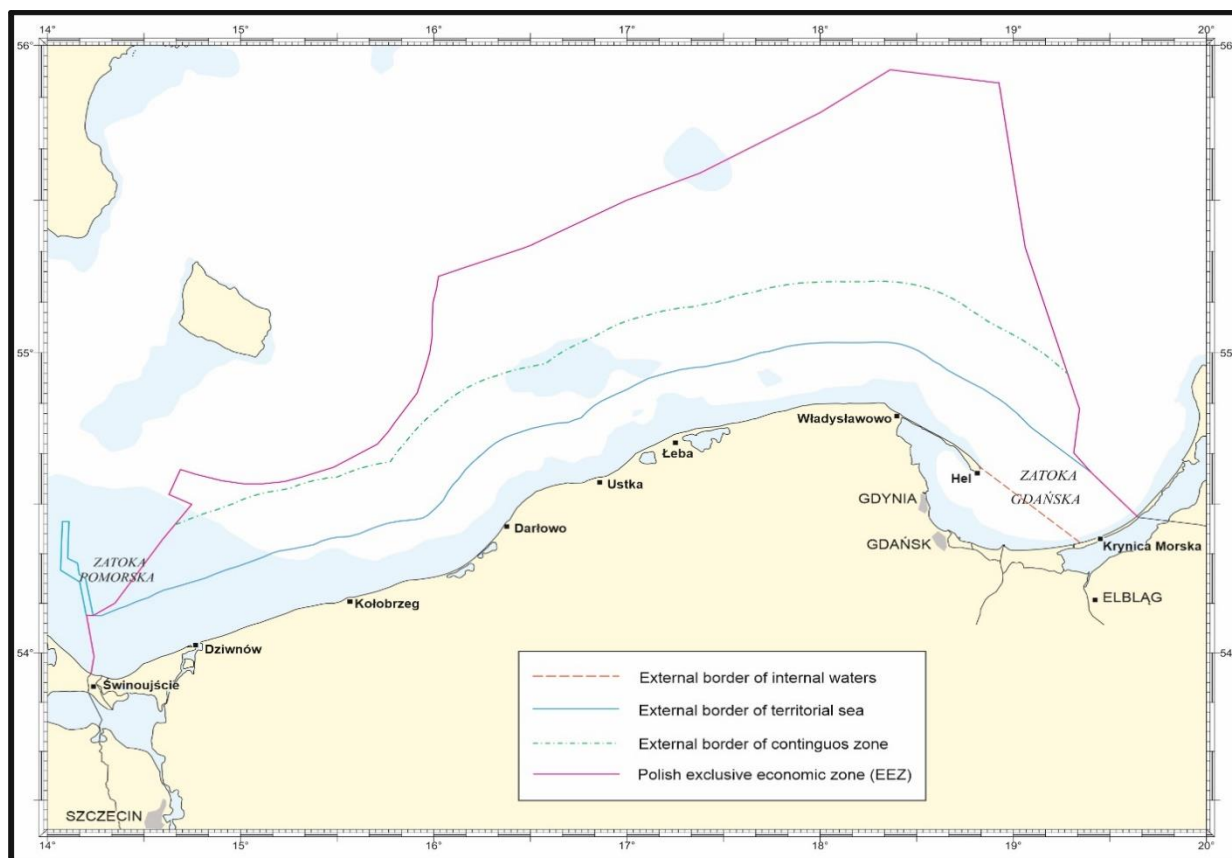 14° 15° 16° 17° 18° 19° 20°
56° 56
55° 55°
54° 54
ZATOKA
POMORSKA
Świnoujście
SZCZECIN
Dziwnów
Kołobrzeg
Darłowo
Ustka
Łeba
Władysławowo
Hel
ZATOKA
GDAŃSKA
GDYNIA
GDAŃSK
Krynica Morska
ELBLĄG
External border of internal waters
External border of territorial sea
External border of continguos zone
Polish exclusive economic zone (EEZ)
14° 15° 16° 17° 18° 19° 20°